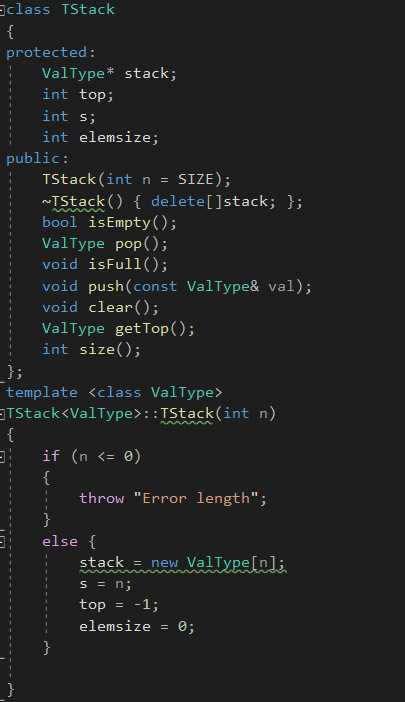 class TStack
{
protected:
    ValType* stack;
    int top;
    int s;
    int elemsize;
public:
    TStack(int n = SIZE);
    ~TStack() { delete[]stack; };
    bool isEmpty();
    ValType pop();
    void isFull();
    void push(const ValType& val);
    void clear();
    ValType getTop();
    int size();
};
template <class ValType>
TStack<ValType>::TStack(int n)
{
    if (n <= 0)
    {
        throw "Error length";
    }
    else {
        stack = new ValType[n];
        s = n;
        top = -1;
        elemsize = 0;
    }
}